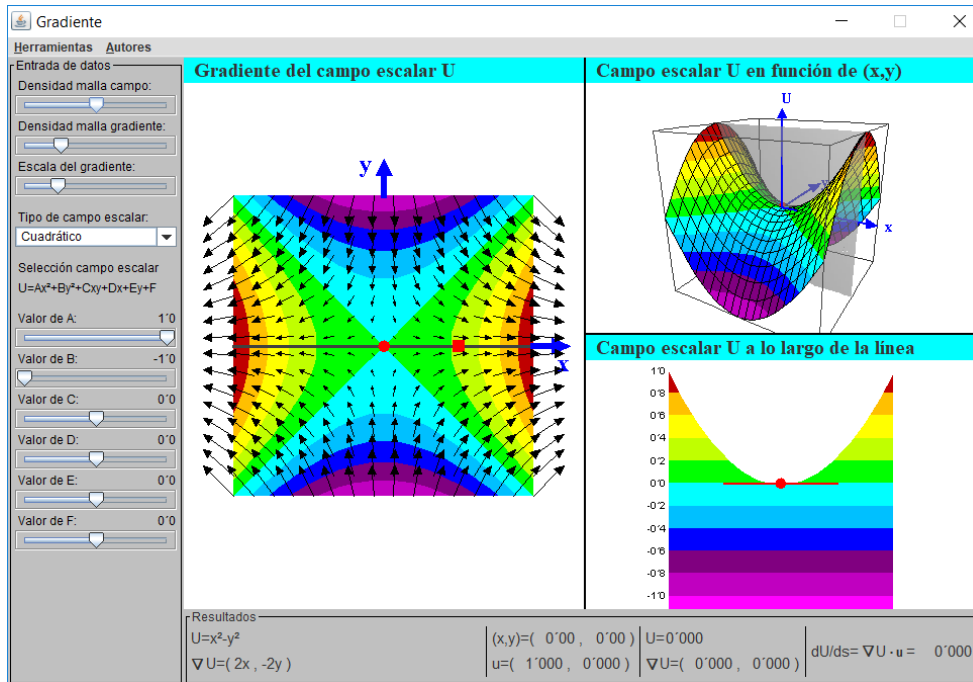 Gradiente
Herramientas Autores
Entrada de datos
Densidad malla campo:
Densidad malla gradiente:
Escala del gradiente:
Tipo de campo escalar:
Cuadrático
Selección campo escalar
U=Ax²+By²+Cxy+Dx+Ey+F
Valor de A: 1´0
Valor de B: -1´0
Valor de C: 0´0
Valor de D: 0´0
Valor de E: 0´0
Valor de F: 0´0
Gradiente del campo escalar U
y
x
Campo escalar U en función de (x,y)
U
x
Campo escalar U a lo largo de la línea
1´0
0´8
0´6
0´4
0´2
0´0
-0´2
-0´4
-0´6
-0´8
-1´0
Resultados
U=x²-y²
∇U=( 2x , -2y )
(x,y)=( 0´00 , 0´00 )
u=( 1´000 , 0´000 )
U=0´000
∇U=( 0´000 , 0´000 )
dU/ds= ∇U · u = 0´000